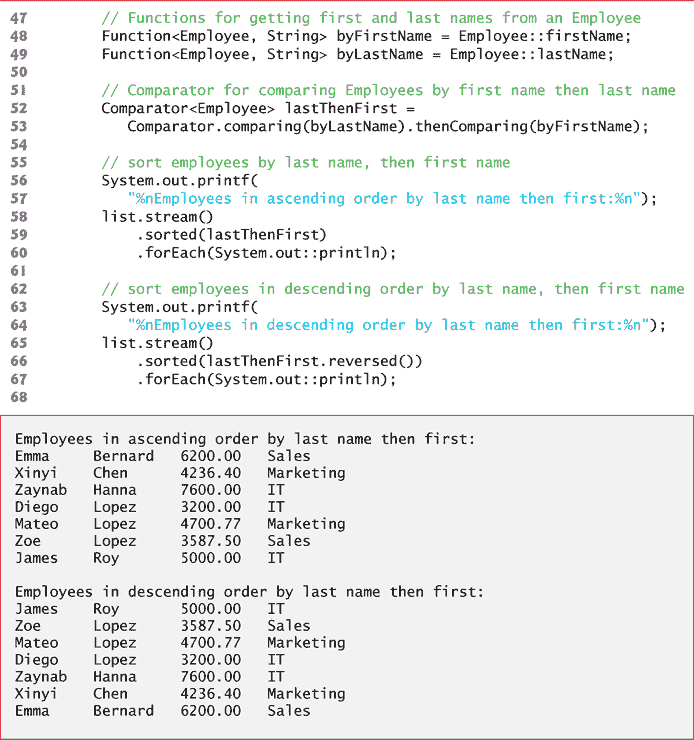 47 // Functions for getting first and last names from an Employee
48 Function<Employee, String> byFirstName = Employee::firstName;
49 Function<Employee, String> byLastName = Employee::lastName;
50
51 // Comparator for comparing Employees by first name then last name
52 Comparator<Employee> lastThenFirst =
53 Comparator.comparing(byLastName).thenComparing(byFirstName);
54
55 // sort employees by last name, then first name
56 System.out.printf(
57 "%nEmployees in ascending order by last name then first:%n");
58 list.stream()
59 .sorted(lastThenFirst)
60 .forEach(System.out::println);
61
62 // sort employees in descending order by last name, then first name
63 System.out.printf(
64 "%nEmployees in descending order by last name then first:%n");
65 list.stream()
66 .sorted(lastThenFirst.reversed())
67 .forEach(System.out::println);
68
Employees in ascending order by last name then first:
Emma Bernard 6200.00 Sales
Xinyi Chen 4236.40 Marketing
Zaynab Hanna 7600.00 IT
Diego Lopez 3200.00 IT
Mateo Lopez 4700.77 Marketing
Zoe Lopez 3587.50 Sales
James Roy 5000.00 IT
Employees in descending order by last name then first:
James Roy 5000.00 IT
Zoe Lopez 3587.50 Sales
Mateo Lopez 4700.77 Marketing
Diego Lopez 3200.00 IT
Zaynab Hanna 7600.00 IT
Xinyi Chen 4236.40 Marketing
Emma Bernard 6200.00 Sales